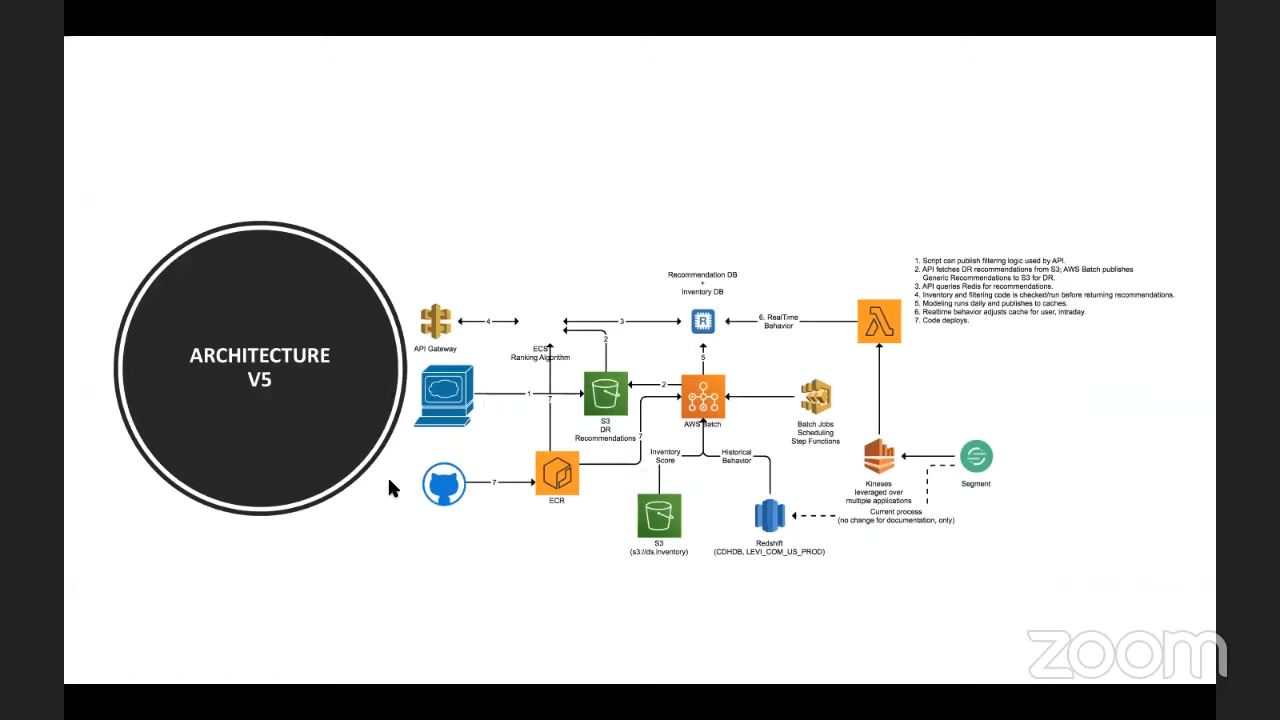 ARCHITECTURE
V5
Recommendation DB
+
Inventory DB
1. Script can publish filtering logic used by API.
2. API fetches DR recommendations from S3; AWS Batch publishes
Generic Recommendations to S3 for DR.
3. API queries Redis for recommendations.
4. Inventory and filtering code is checked/run before returning recommendations.
5. Modeling runs daily and publishes to caches.
6. Realtime behavior adjusts cache for user, intraday.
7. Code deploys.
4
3
R
6. RealTime
Behavior
API Gateway
ECS
Ranking Algorithm
2
5
1
7
2
S3
DR
Recommendations
7
AWS Batch
Batch Jobs
Scheduling
Step Functions
Inventory
Score
Historical
Behavior
7
ECR
Kineses
leveraged over
multiple applications
Segment
Current process
(no change for documentation, only)
S3
(s3://ds.inventory)
Redshift
(CDHDB, LEVI_COM_US_PROD)
zoom